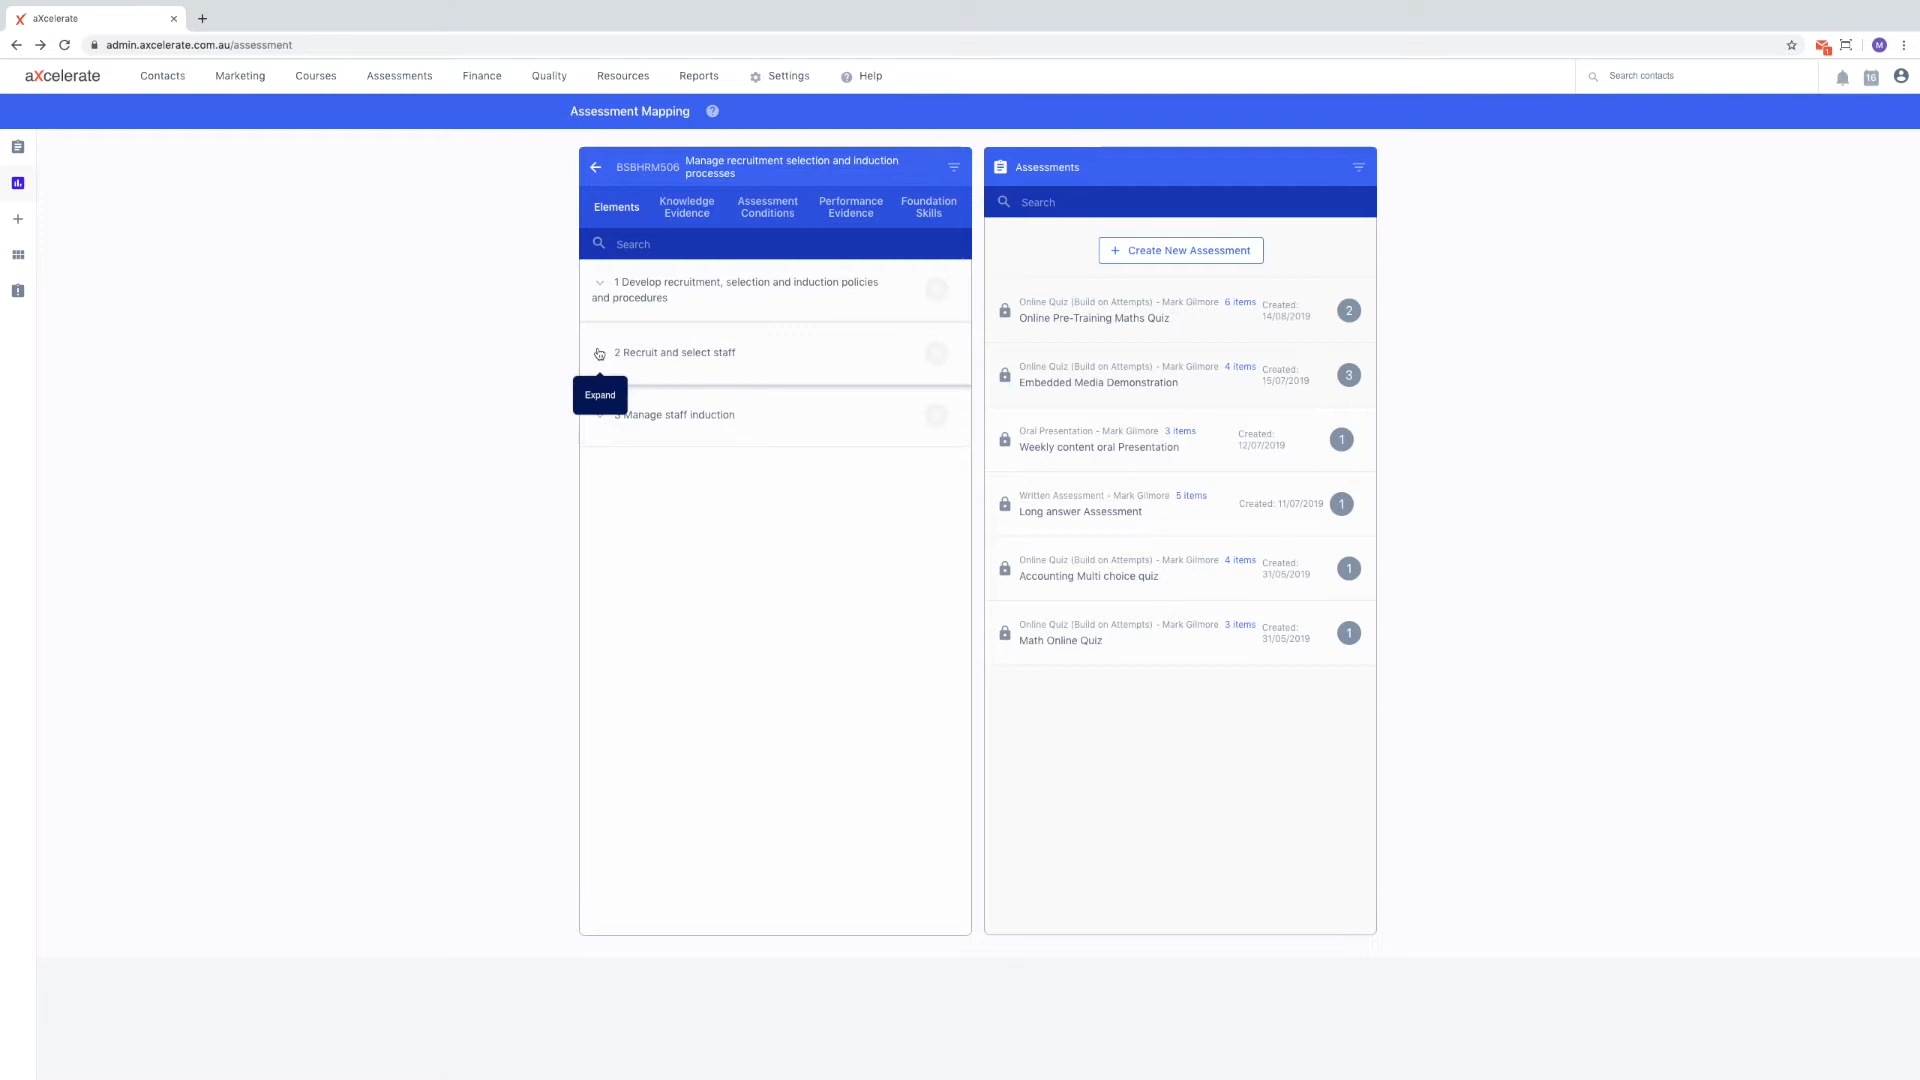 aXcelerate
admin.axcelerate.com.au/assessment
1
M
aXcelerate
Contacts
Marketing
Courses
Assessments
Finance
Quality
Resources
Reports
Settings
? Help
Search contacts
16
Assessment Mapping ?
BSBHRM506
Manage recruitment selection and induction
processes
Elements
Knowledge
Evidence
Assessment
Conditions
Performance
Evidence
Foundation
Skills
Search
1 Develop recruitment, selection and induction policies
and procedures
2 Recruit and select staff
Expand
3 Manage staff induction
Assessments
Search
+ Create New Assessment
Online Quiz (Build on Attempts) - Mark Gilmore 6 items
Online Pre-Training Maths Quiz
Created:
14/08/2019
2
Online Quiz (Build on Attempts) - Mark Gilmore 4 items
Embedded Media Demonstration
Created:
15/07/2019
3
Oral Presentation - Mark Gilmore 3 items
Weekly content oral Presentation
Created:
12/07/2019
1
Written Assessment - Mark Gilmore 5 items
Long answer Assessment
Created: 11/07/2019
1
Online Quiz (Build on Attempts) - Mark Gilmore 4 items
Accounting Multi choice quiz
Created:
31/05/2019
1
Online Quiz (Build on Attempts) - Mark Gilmore 3 items
Math Online Quiz
Created:
31/05/2019
1